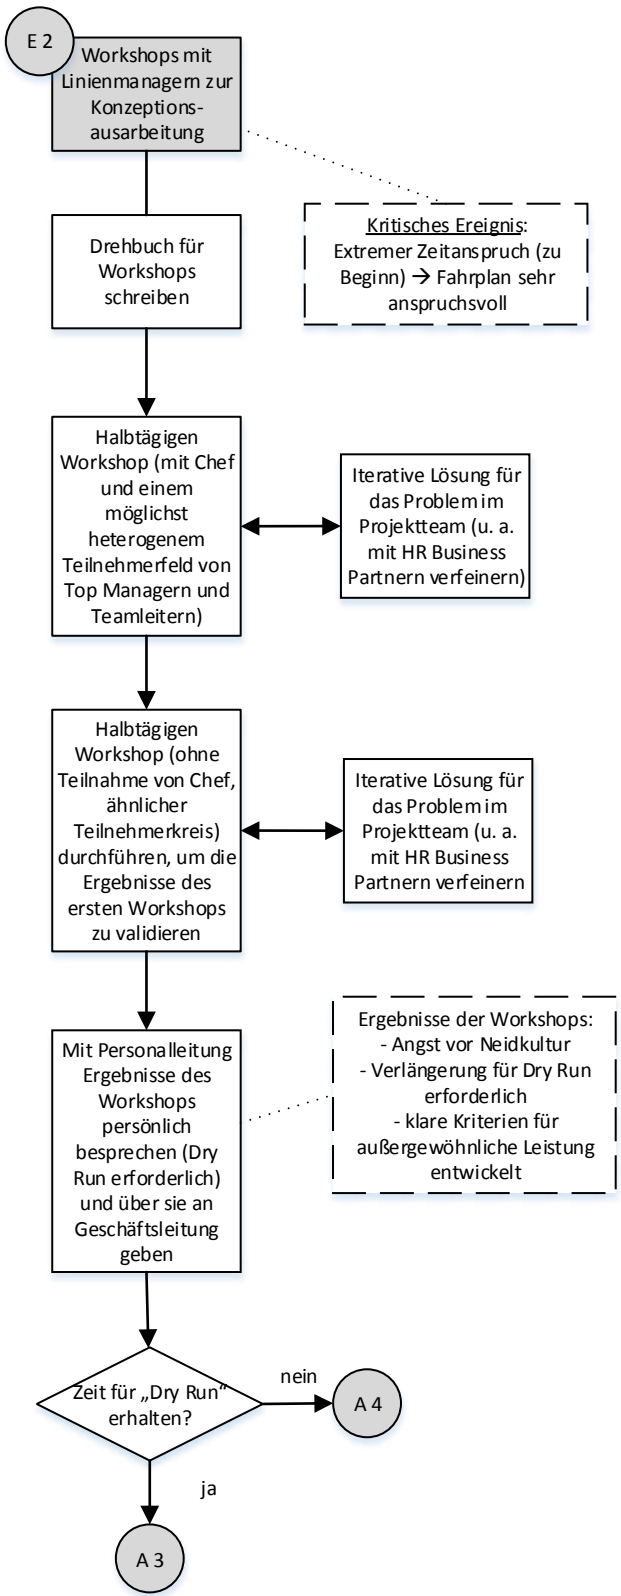 E 2
Workshops mit
Linienmanagern zur
Konzeptions-
ausarbeitung
Kritisches Ereignis:
Extremer Zeitanspruch (zu
Beginn) → Fahrplan sehr
anspruchsvoll
Drehbuch für
Workshops
schreiben
Halbtägigen
Workshop (mit Chef
und einem
möglichst
heterogenem
Teilnehmerfeld von
Top Managern und
Teamleitern)
Iterative Lösung für
das Problem im
Projektteam (u. a.
mit HR Business
Partnern verfeinern)
Halbtägigen
Workshop (ohne
Teilnahme von Chef,
ähnlicher
Teilnehmerkreis)
durchführen, um die
Ergebnisse des
ersten Workshops
zu validieren
Iterative Lösung für
das Problem im
Projektteam (u. a.
mit HR Business
Partnern verfeinern
Mit Personalleitung
Ergebnisse des
Workshops
persönlich
besprechen (Dry
Run erforderlich)
und über sie an
Geschäftsleitung
geben
Ergebnisse der Workshops:
- Angst vor Neidkultur
- Verlängerung für Dry Run
erforderlich
- klare Kriterien für
außergewöhnliche Leistung
entwickelt
Zeit für „Dry Run“
erhalten?
nein
A 4
ja
A 3